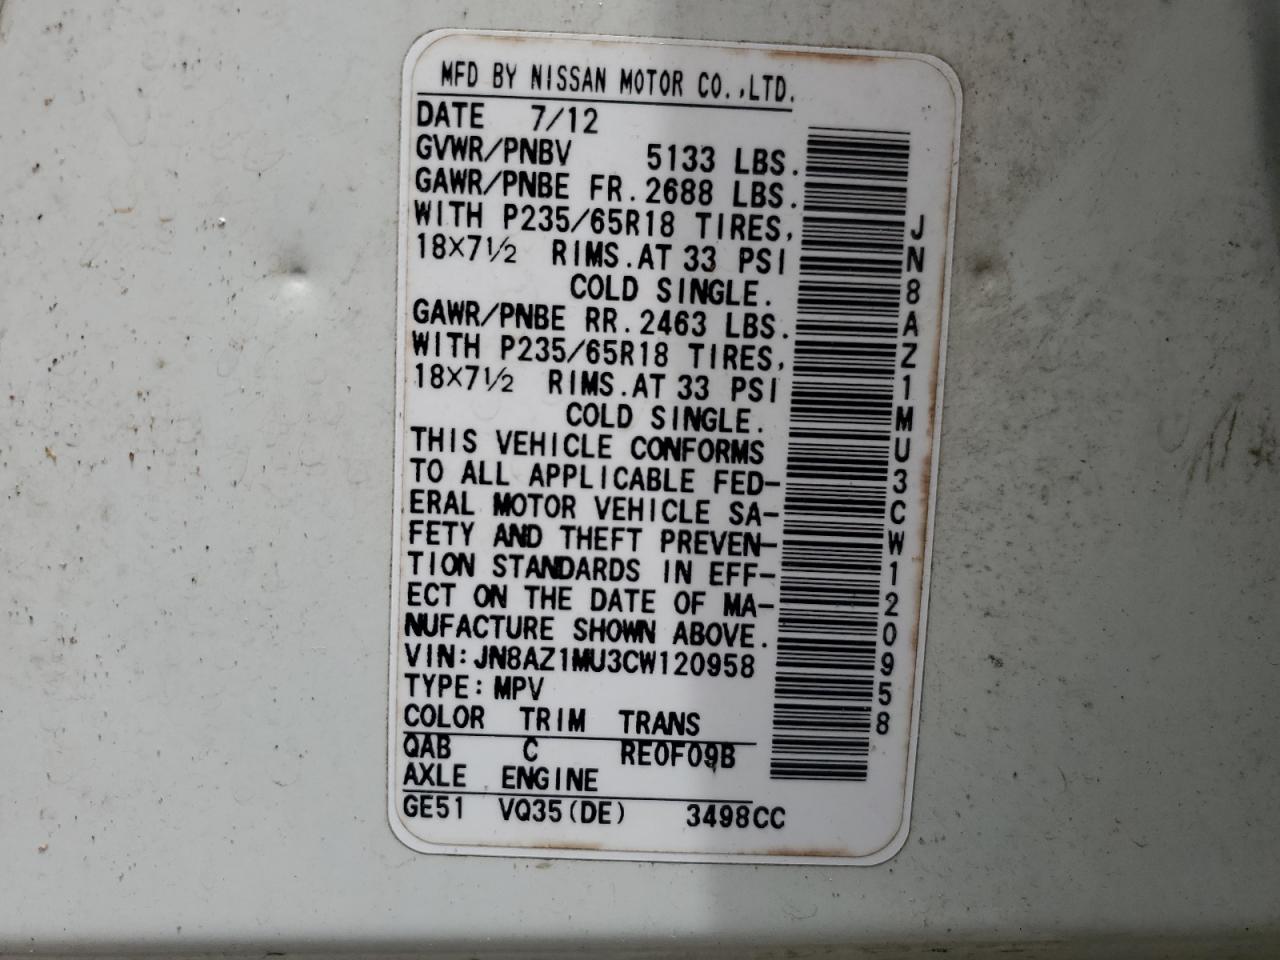 MFD BY NISSAN MOTOR CO.,LTD.
DATE 7/12
GVWR/PNBV 5133 LBS.
GAWR/PNBE FR.2688 LBS.
WITH P235/65R18 TIRES,
18×7½ RIMS.AT 33 PSI
COLD SINGLE.
GAWR/PNBE RR.2463 LBS.
WITH P235/65R18 TIRES,
18×7½ RIMS.AT 33 PSI
COLD SINGLE.
THIS VEHICLE CONFORMS
TO ALL APPLICABLE FED-
ERAL MOTOR VEHICLE SA-
FETY AND THEFT PREVEN-
TION STANDARDS IN EFF-
ECT ON THE DATE OF MA-
NUFACTURE SHOWN ABOVE.
VIN:JN8AZ1MU3CW120958
TYPE:MPV
COLOR TRIM TRANS
QAB C RE0F09B
AXLE ENGINE
GE51 VQ35(DE) 3498CC
JN8AZ1MU3CW120958